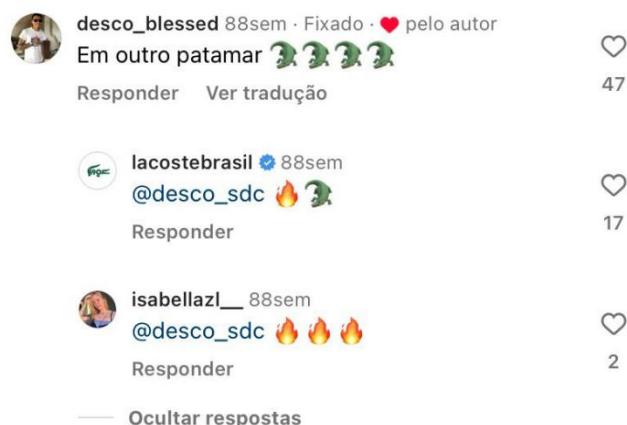 desco_blessed 88sem · Fixado · ❤️ pelo autor
Em outro patamar 🐊🐊🐊🐊
47
Responder Ver tradução
lacostebrasil 88sem
@desco_sdc 🔥🐊
17
Responder
isabellazl__ 88sem
@desco_sdc 🔥🔥🔥
2
Responder
Ocultar respostas